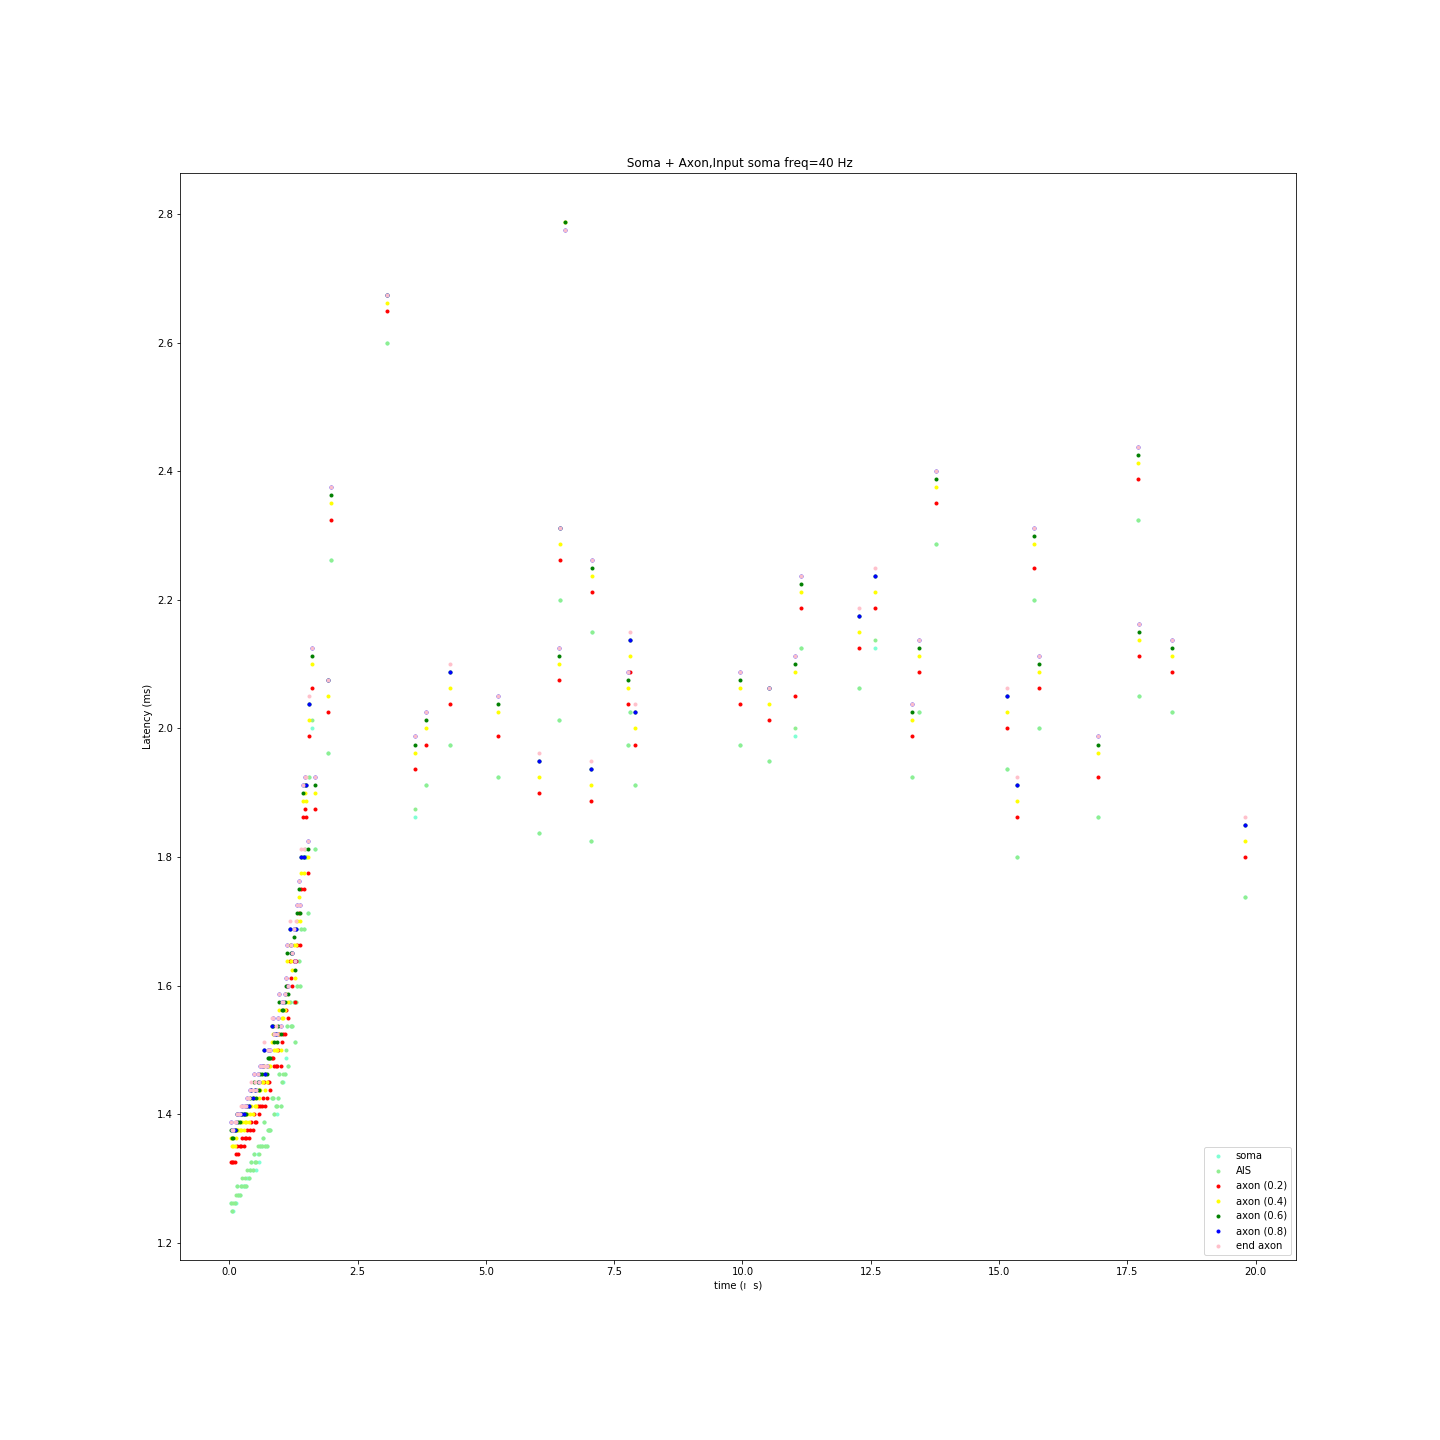 Soma + Axon,Input soma freq=40 Hz
2.8
2.6
2.4
2.2
2.0
1.8
1.6
1.4
1.2
Latency (ms)
soma
AIS
axon (0.2)
axon (0.4)
axon (0.6)
axon (0.8)
end axon
0.0 2.5 5.0 7.5 10.0 12.5 15.0 17.5 20.0
time ( s)